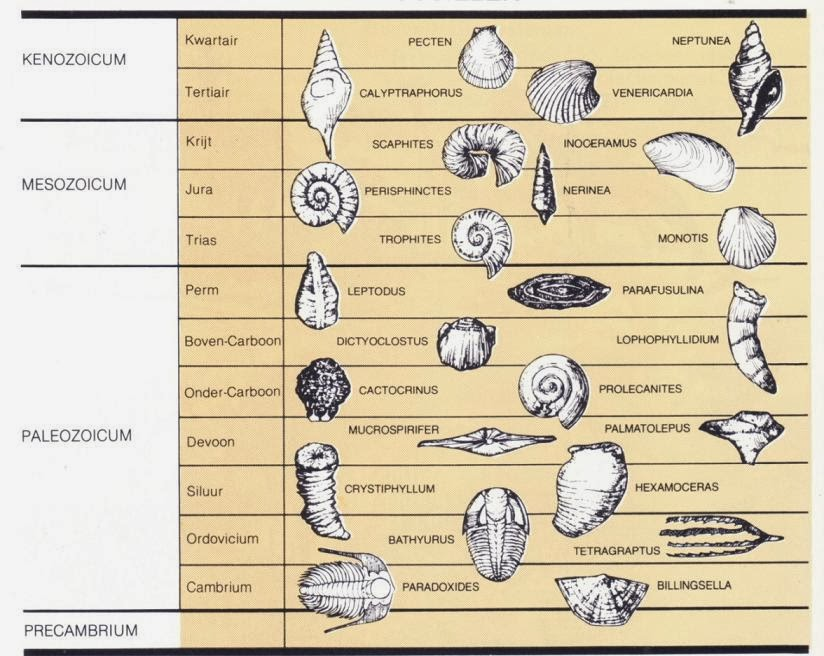 KENOZOICUM
Kwartair
PECTEN
NEPTUNEA
Tertiair
CALYPTRAPHORUS
VENERICARDIA
MESOZOICUM
Krijt
SCAPHITES
INOCERAMUS
Jura
PERISPHINCTES
NERINEA
Trias
TROPHITES
MONOTIS
PALEOZOICUM
Perm
LEPTODUS
PARAFUSULINA
Boven-Carboon
DICTYOCLOSTUS
LOPHOPHYLLIDIUM
Onder-Carboon
CACTOCRINUS
PROLECANITES
Devoon
MUCROSPIRIFER
PALMATOLEPUS
Siluur
CRYSTIPHYLLUM
HEXAMOCERAS
Ordovicium
BATHYURUS
TETRAGRAPTUS
Cambrium
PARADOXIDES
BILLINGSELLA
PRECAMBRIUM